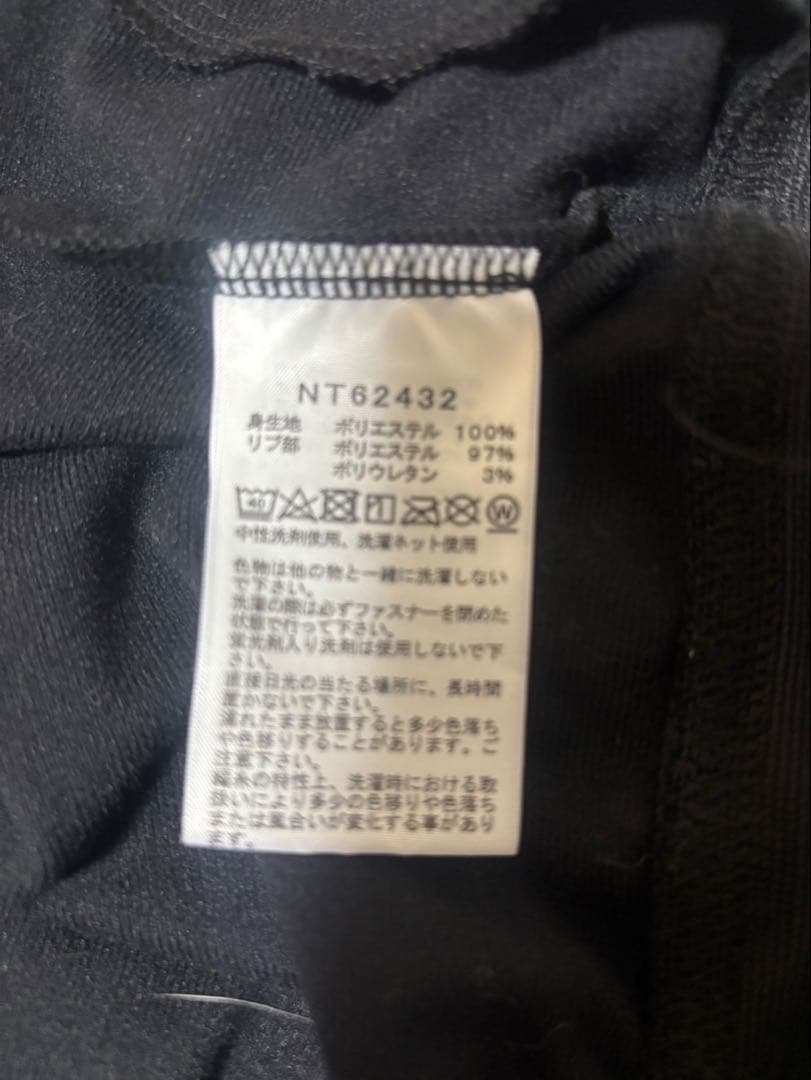 NT62432
身生地 ポリエステル 100%
リブ部 ポリエステル 97%
ポリウレタン 3%
40 W
中性洗剤使用、洗濯ネット使用
色物は他の物と一緒に洗濯しない
で下さい。
洗濯の際は必ずファスナーを閉めた
状態で行って下さい。
蛍光剤入り洗剤は使用しないで下
さい。
直接日光の当たる場所に、長時間
置かないで下さい。
濡れたまま放置すると多少色落ち
や色移りすることがあります。ご
注意下さい。
の特性上、洗濯時における取
扱いにより多少の色移りや色落ち
または風合いが変化する事があり
ます。